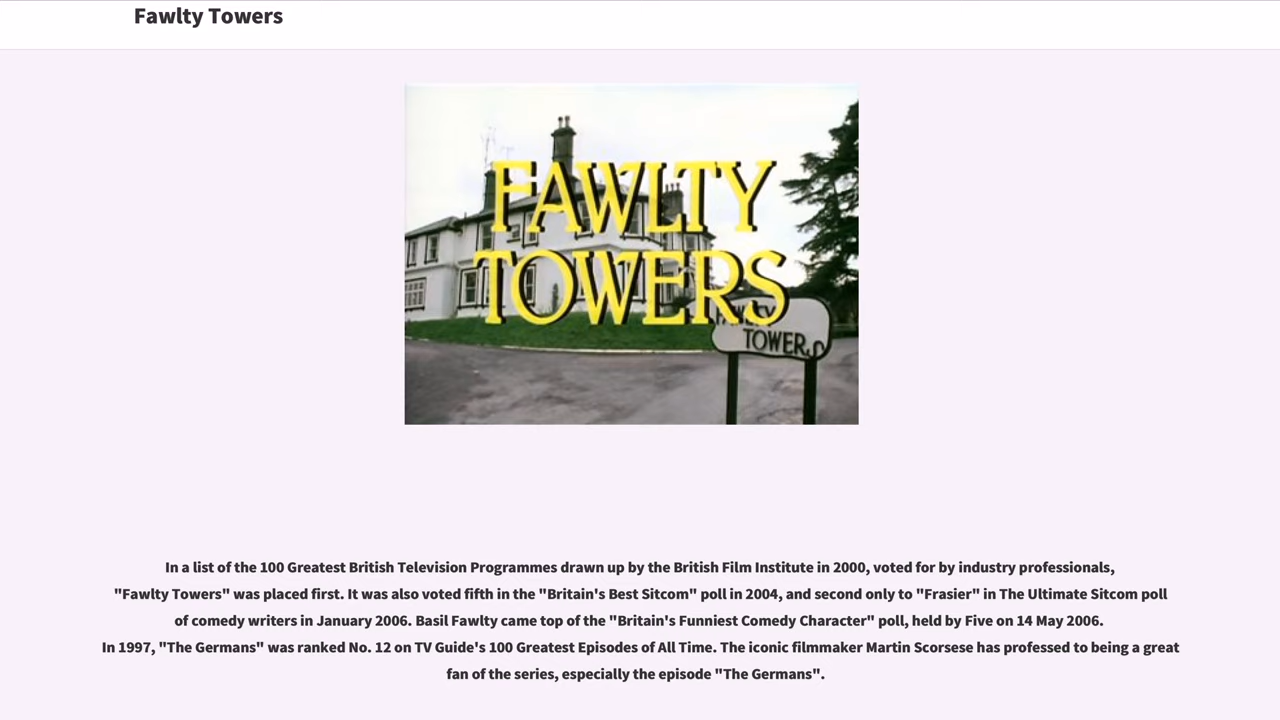 Fawlty Towers
FAWLTY
TOWERS
FAWLTY
TOWERS
In a list of the 100 Greatest British Television Programmes drawn up by the British Film Institute in 2000, voted for by industry professionals,
"Fawlty Towers" was placed first. It was also voted fifth in the "Britain's Best Sitcom" poll in 2004, and second only to "Frasier" in The Ultimate Sitcom poll
of comedy writers in January 2006. Basil Fawlty came top of the "Britain's Funniest Comedy Character" poll, held by Five on 14 May 2006.
In 1997, "The Germans" was ranked No. 12 on TV Guide's 100 Greatest Episodes of All Time. The iconic filmmaker Martin Scorsese has professed to being a great
fan of the series, especially the episode "The Germans".